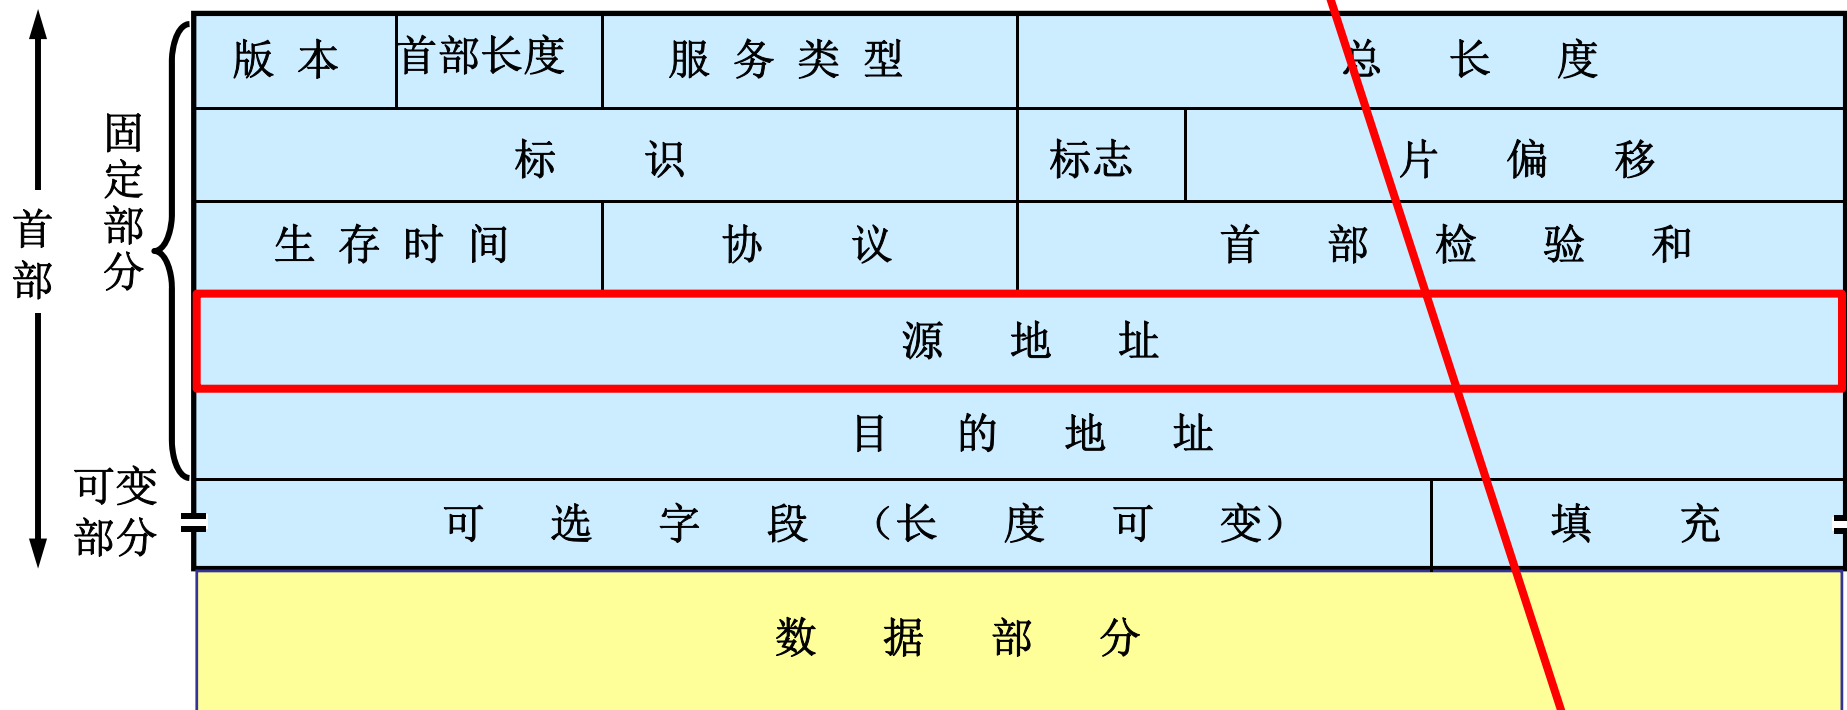 版本 首部长度 服务类型 总长度
标识 标志 片偏移
生存时间 协议 首部检验和
源地址
目的地址
可选字段（长度可变） 填充
数据部分
首部
固定部分
可变
部分